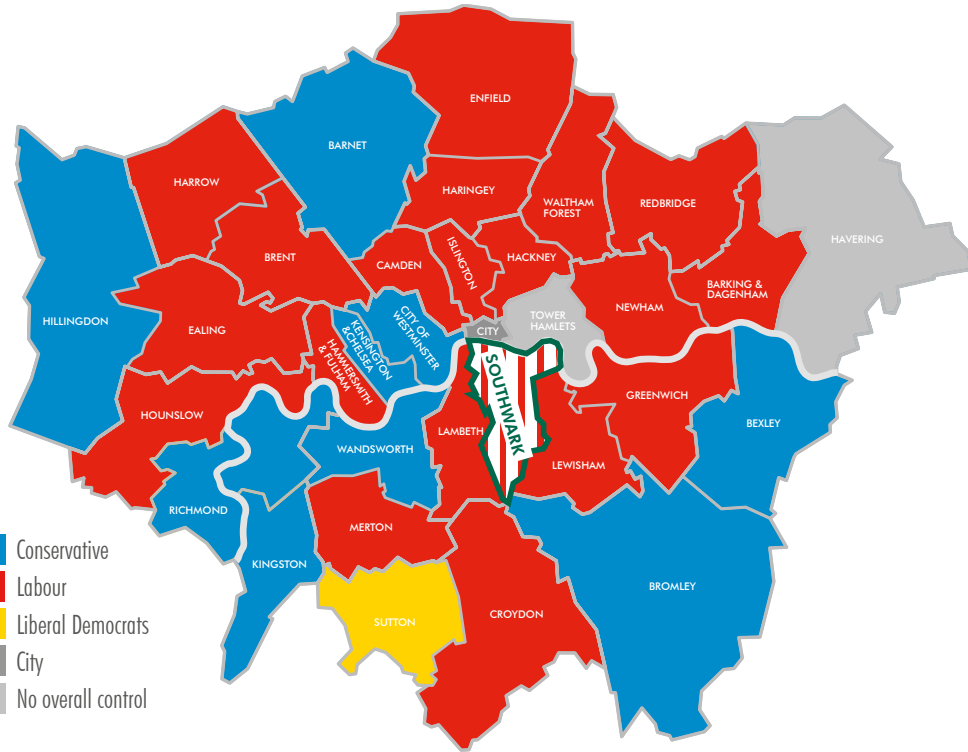 ENFIELD
BARNET
HARROW
HARINGEY
WALTHAM
FOREST
REDBRIDGE
HAVERING
BRENT
CAMDEN
ISLINGTON
HACKNEY
BARKING &
DAGENHAM
NEWHAM
HILLINGDON
EALING
TOWER
HAMLETS
CITY
CITY OF
WESTMINSTER
KENSINGTON
&CHELSEA
HAMMERSMITH
& FULHAM
SOUTHWARK
GREENWICH
HOUNSLOW
LAMBETH
BEXLEY
WANDSWORTH
LEWISHAM
RICHMOND
MERTON
KINGSTON
BROMLEY
SUTTON
CROYDON
Conservative
Labour
Liberal Democrats
City
No overall control